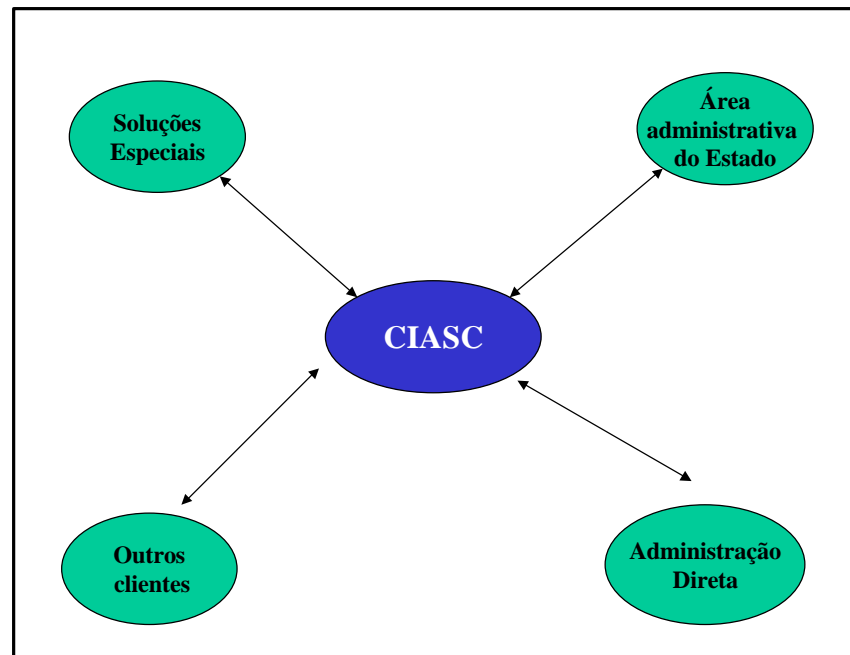 Soluções
Especiais
Área
administrativa
do Estado
CIASC
Outros
clientes
Administração
Direta